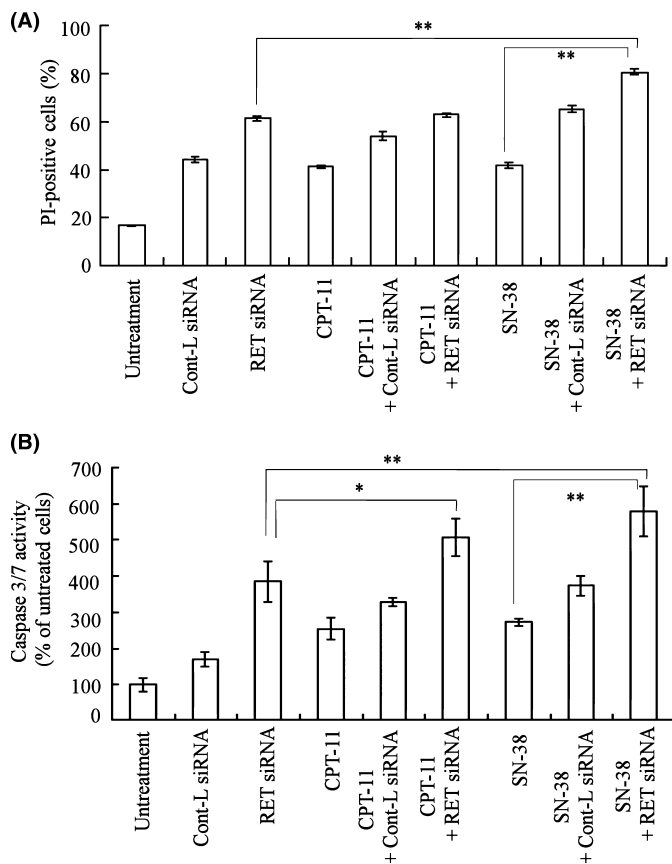 (A)
PI-positive cells (%)
100
80
60
40
20
0
**
**
Untreatment
Cont-L siRNA
RET siRNA
CPT-11
CPT-11
+ Cont-L siRNA
CPT-11
+ RET siRNA
SN-38
SN-38
+ Cont-L siRNA
SN-38
+ RET siRNA
(B)
Caspase 3/7 activity
(% of untreated cells)
700
600
500
400
300
200
100
0
**
*
**
Untreatment
Cont-L siRNA
RET siRNA
CPT-11
CPT-11
+ Cont-L siRNA
CPT-11
+ RET siRNA
SN-38
SN-38
+ Cont-L siRNA
SN-38
+ RET siRNA